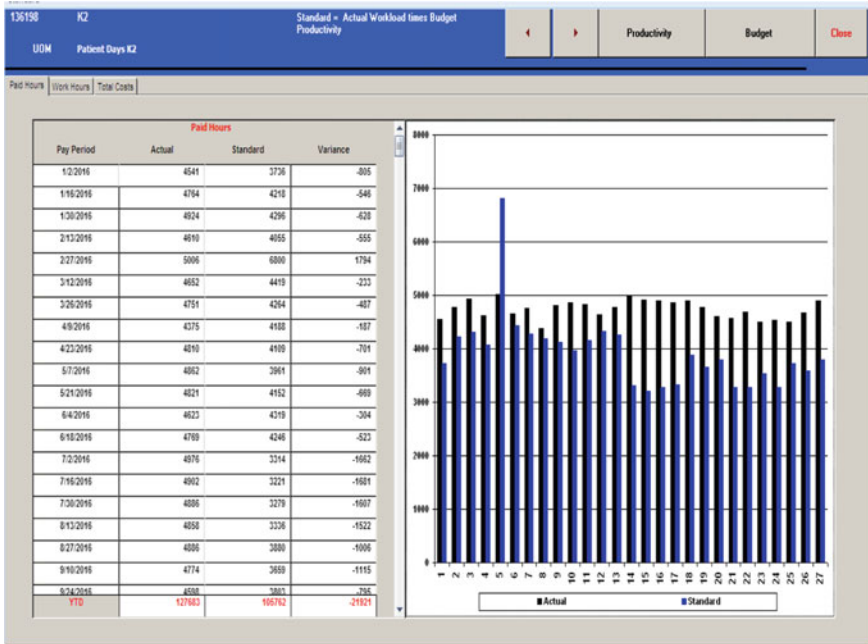 136198 K2 Standard = Actual Workload times Budget
Productivity
UOM Patient Days K2
Productivity Budget Close
Paid Hours Work Hours Total Costs
Paid Hours
Pay Period Actual Standard Variance
1/2/2016 4541 3736 -805
1/16/2016 4764 4218 -546
1/30/2016 4924 4296 -628
2/13/2016 4610 4055 -555
2/27/2016 5006 6800 1794
3/12/2016 4652 4419 -233
3/26/2016 4751 4264 -487
4/9/2016 4375 4188 -187
4/23/2016 4810 4109 -701
5/7/2016 4862 3961 -901
5/21/2016 4821 4152 -669
6/4/2016 4623 4319 -304
6/18/2016 4769 4246 -523
7/2/2016 4976 3314 -1662
7/16/2016 4902 3221 -1681
7/30/2016 4886 3279 -1607
8/13/2016 4858 3336 -1522
8/27/2016 4886 3880 -1006
9/10/2016 4774 3659 -1115
9/24/2016 4598 3803 -795
YTD 127683 105762 -21921
8000
7000
6000
5000
4000
3000
2000
1000
0
1 2 3 4 5 6 7 8 9 10 11 12 13 14 15 16 17 18 19 20 21 22 23 24 25 26 27
Actual Standard